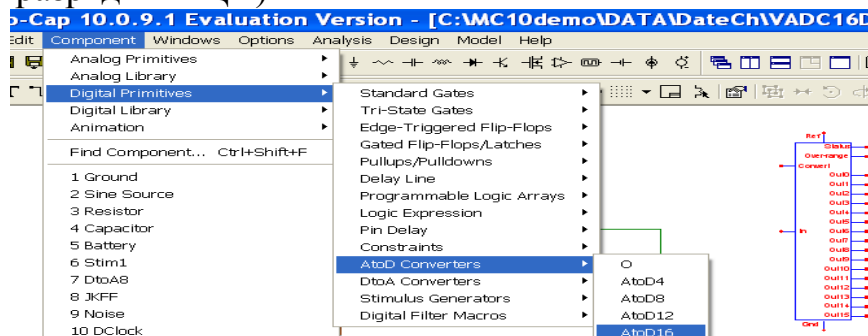 o-Cap 10.0.9.1 Evaluation Version - [C:\MC10demo\DATA\DateCh\VADC16D
Edit Component Windows Options Analysis Design Model Help
Analog Primitives
Analog Library
Digital Primitives
Digital Library
Animation
Find Component... Ctrl+Shift+F
1 Ground
2 Sine Source
3 Resistor
4 Capacitor
5 Battery
6 Stim1
7 DtoA8
8 JKFF
9 Noise
10 DClock
Standard Gates
Tri-State Gates
Edge-Triggered Flip-Flops
Gated Flip-Flops/Latches
Pullups/Pulldowns
Delay Line
Programmable Logic Arrays
Logic Expression
Pin Delay
Constraints
AtoD Converters
DtoA Converters
Stimulus Generators
Digital Filter Macros
O
AtoD4
AtoD8
AtoD12
AtoD16
Ref
Status
Over-range
Convert
Out0
Out1
Out2
Out3
Out4
Out5
In Out6
Out7
Out8
Out9
Out10
Out11
Out12
Out13
Out14
Out15
Gnd